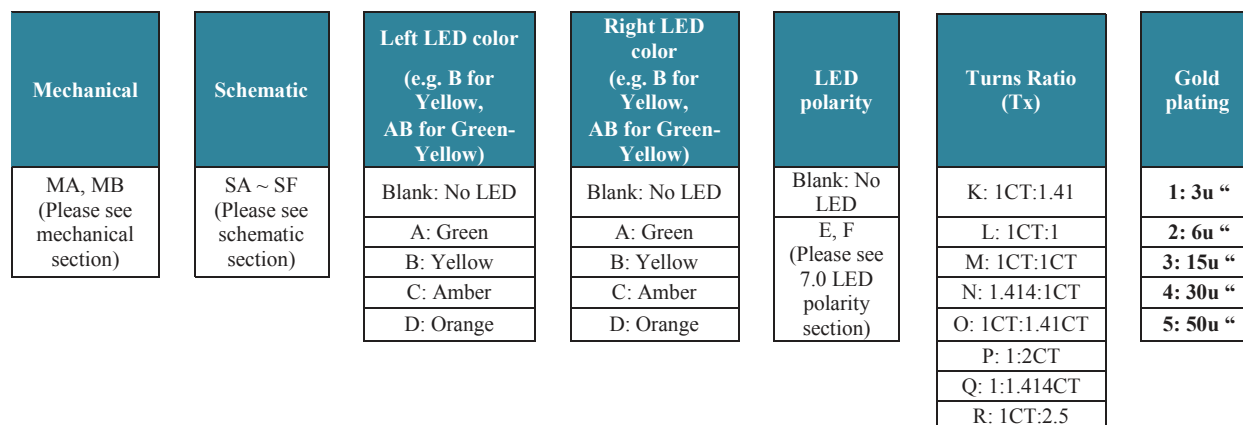 Mechanical
MA, MB
(Please see
mechanical
section)
Schematic
SA ~ SF
(Please see
schematic
section)
Left LED color
(e.g. B for
Yellow,
AB for Green-
Yellow)
Blank: No LED
A: Green
B: Yellow
C: Amber
D: Orange
Right LED
color
(e.g. B for
Yellow,
AB for Green-
Yellow)
Blank: No LED
A: Green
B: Yellow
C: Amber
D: Orange
LED
polarity
Blank: No
LED
E, F
(Please see
7.0 LED
polarity
section)
Turns Ratio
(Tx)
K: 1CT:1.41
L: 1CT:1
M: 1CT:1CT
N: 1.414:1CT
O: 1CT:1.41CT
P: 1:2CT
Q: 1:1.414CT
R: 1CT:2.5
Gold
plating
1: 3u “
2: 6u “
3: 15u “
4: 30u “
5: 50u “